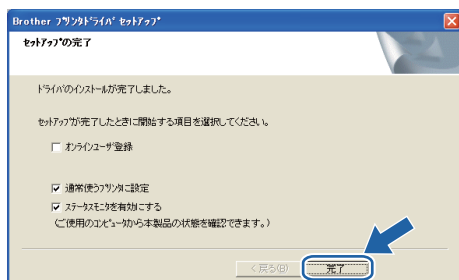 Brother プリンタドライバ セットアップ
セットアップの完了
ドライバのインストールが完了しました。
セットアップが完了したときに開始する項目を選択してください。
オンラインユーザ登録
通常使うプリンタに設定
ステータスモニタを有効にする
(ご使用のコンピュータから本製品の状態を確認できます。)
< 戻る(B)
完了